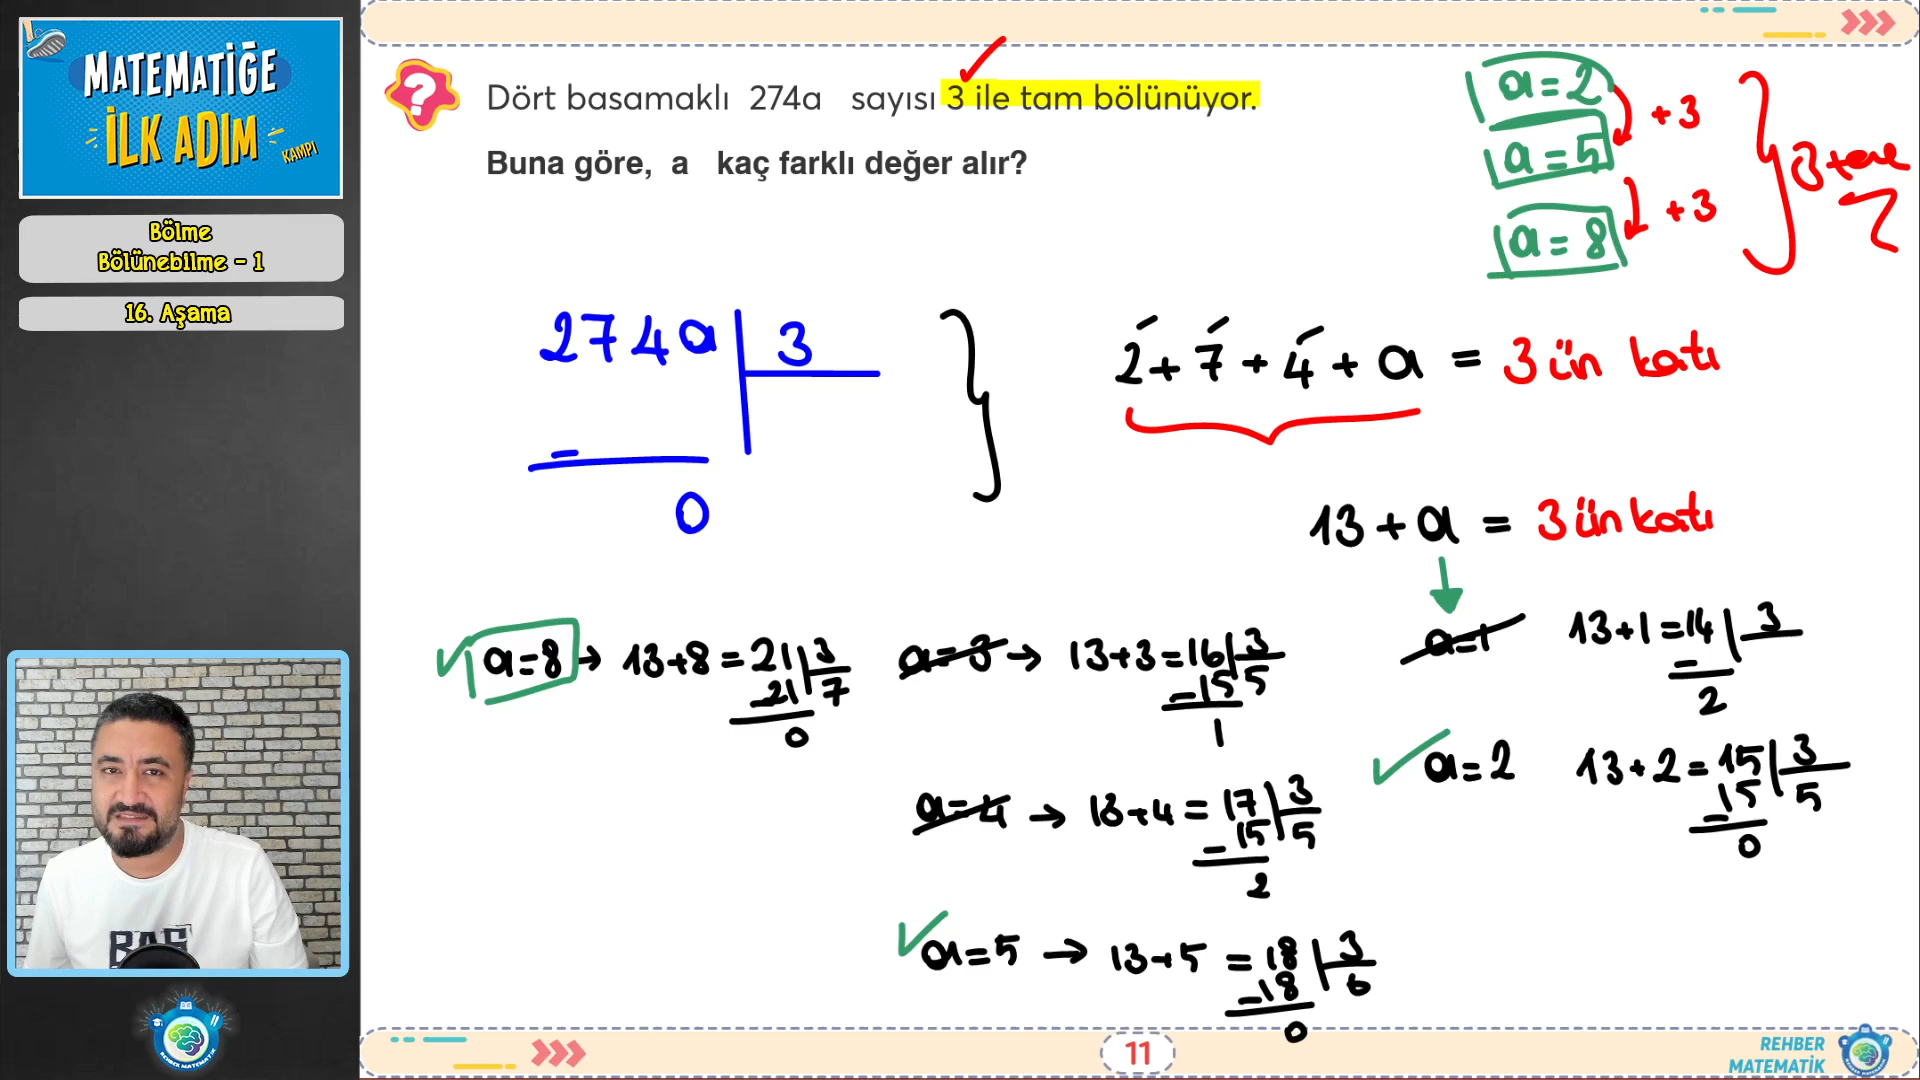 MATEMATİĞE
İLK ADIM
KAMPI
Bölme
Bölünebilme - 1
16. Aşama
Dört basamaklı 274a sayısı 3 ile tam bölünüyor.
Buna göre, a kaç farklı değer alır?
a=2
+3
a=5
+3
a=8
3 tane
274a 3
0
2+7+4+a = 3 ün katı
13+a = 3 ün katı
a=8 → 13+8=21 3
-21 7
0
a=3 → 13+3=16 3
-15 5
1
a=4 → 13+4=17 3
-15 5
2
a=5 → 13+5=18 3
-18 6
0
a=1 13+1=14 3
-
2
a=2 13+2=15 3
-15 5
0
11
REHBER
MATEMATİK
REHBER MATEMATİK